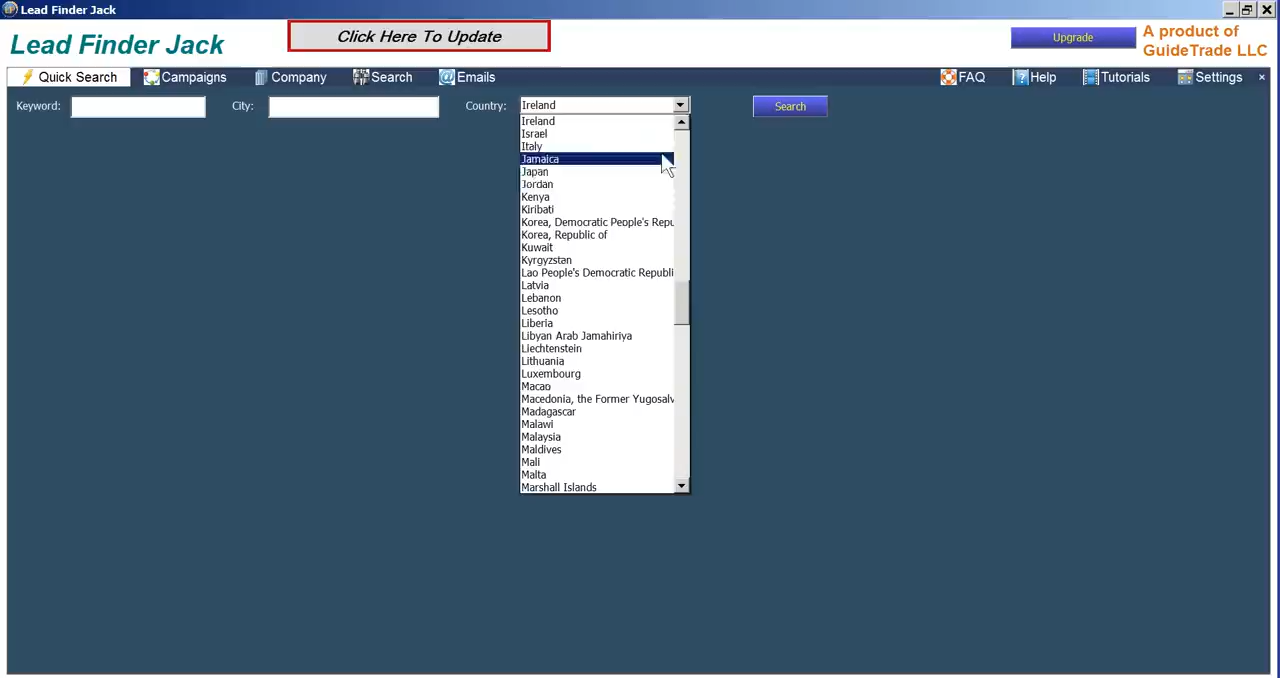 Lead Finder Jack
Lead Finder Jack
Click Here To Update
Upgrade
A product of
GuideTrade LLC
Quick Search
Campaigns
Company
Search
Emails
FAQ
Help
Tutorials
Settings
Keyword:
City:
Country:
Ireland
Search
Ireland
Israel
Italy
Jamaica
Japan
Jordan
Kenya
Kiribati
Korea, Democratic People's Repu
Korea, Republic of
Kuwait
Kyrgyzstan
Lao People's Democratic Republi
Latvia
Lebanon
Lesotho
Liberia
Libyan Arab Jamahiriya
Liechtenstein
Lithuania
Luxembourg
Macao
Macedonia, the Former Yugosalv
Madagascar
Malawi
Malaysia
Maldives
Mali
Malta
Marshall Islands